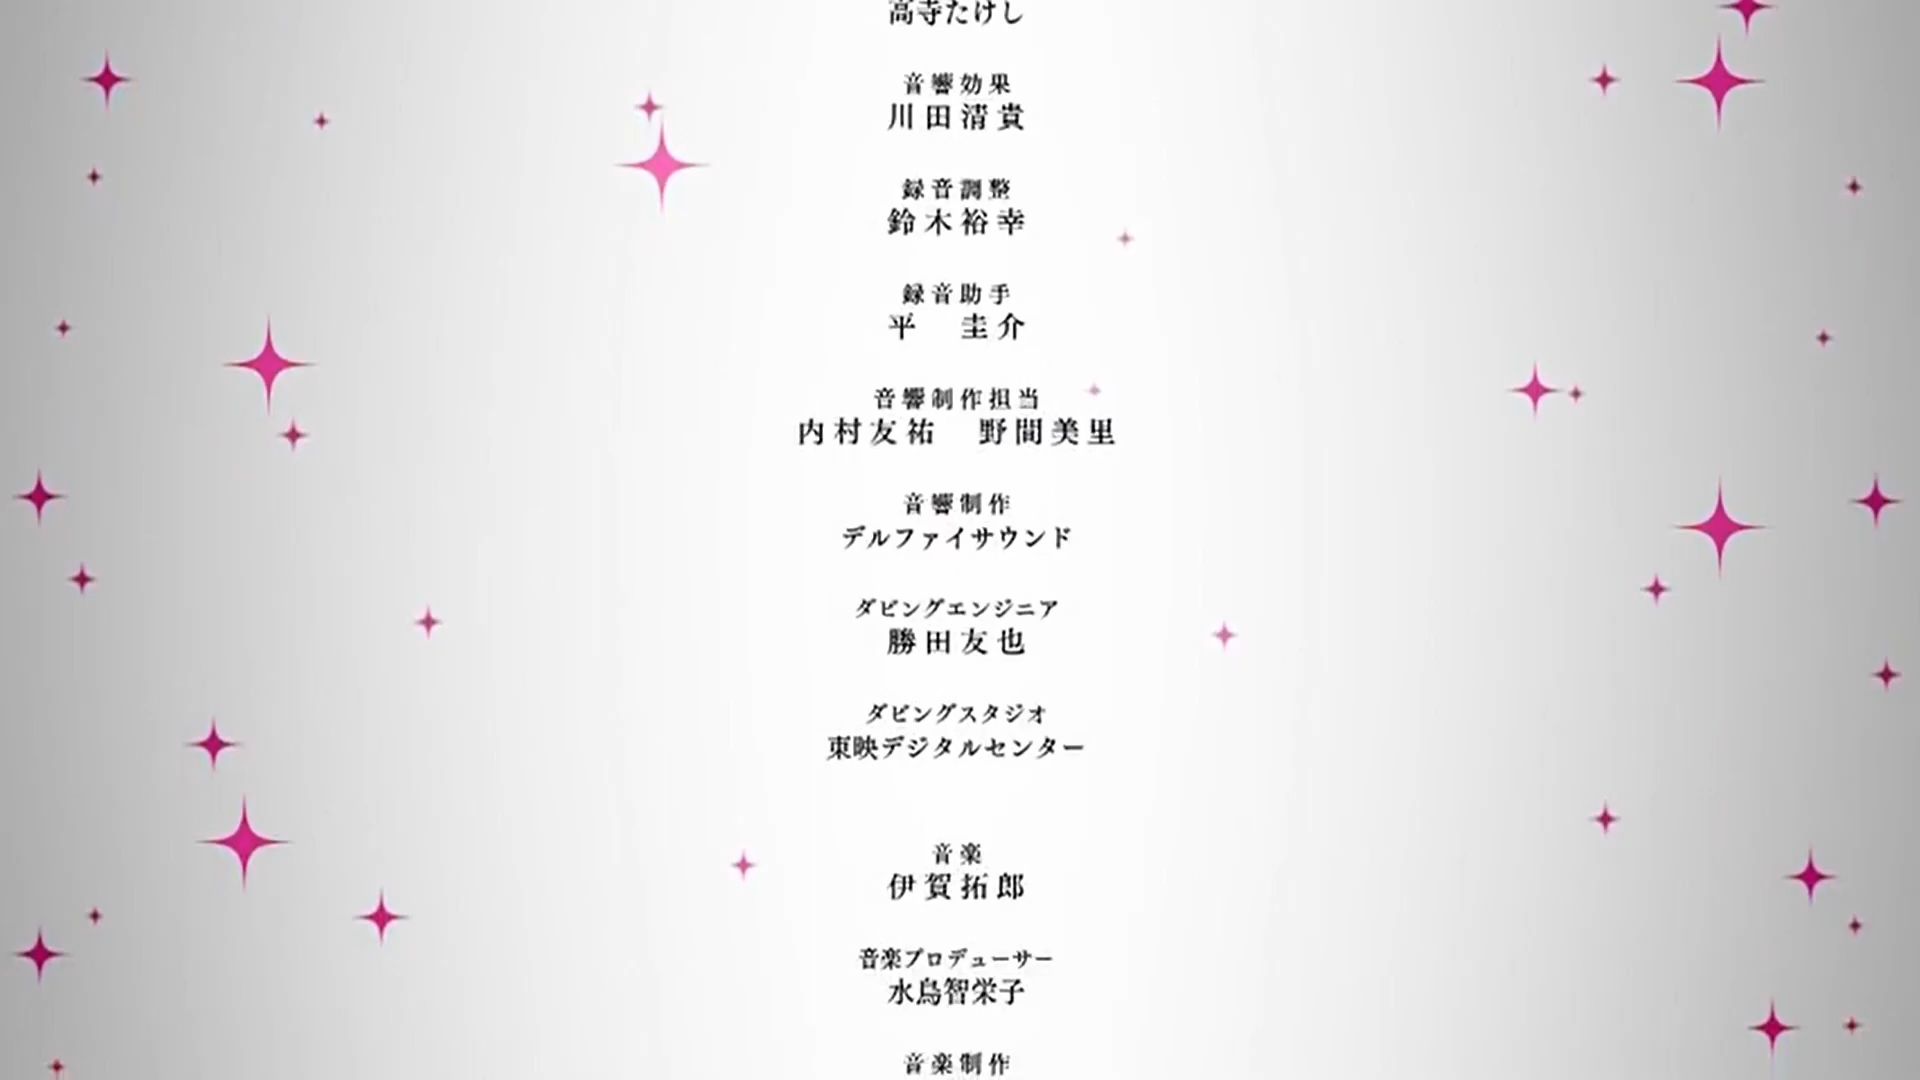 高寺たけし
音響効果
川田清貴
録音調整
鈴木裕幸
録音助手
平　圭介
音響制作担当
内村友祐　野間美里
音響制作
デルファイサウンド
ダビングエンジニア
勝田友也
ダビングスタジオ
東映デジタルセンター
音楽
伊賀拓郎
音楽プロデューサー
水鳥智栄子
音楽制作